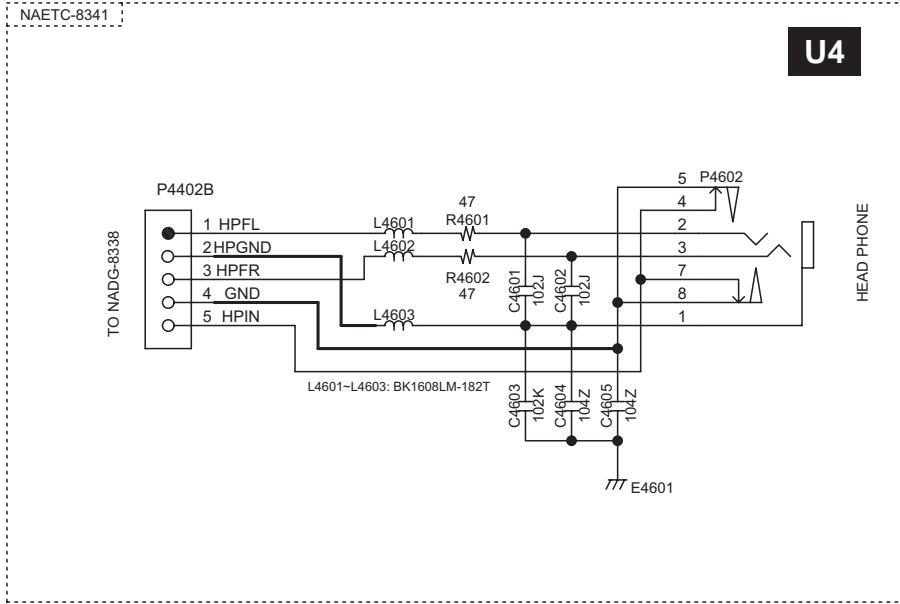 NAETC-8341
U4
P4402B
TO NADG-8338
1 HPFL
2 HPGND
3 HPFR
4 GND
5 HPIN
L4601
L4602
L4603
47
R4601
R4602
47
C4601
102J
C4602
102J
L4601~L4603: BK1608LM-182T
C4603
102K
C4604
104Z
C4605
104Z
E4601
5
4
2
3
7
8
1
P4602
HEAD PHONE